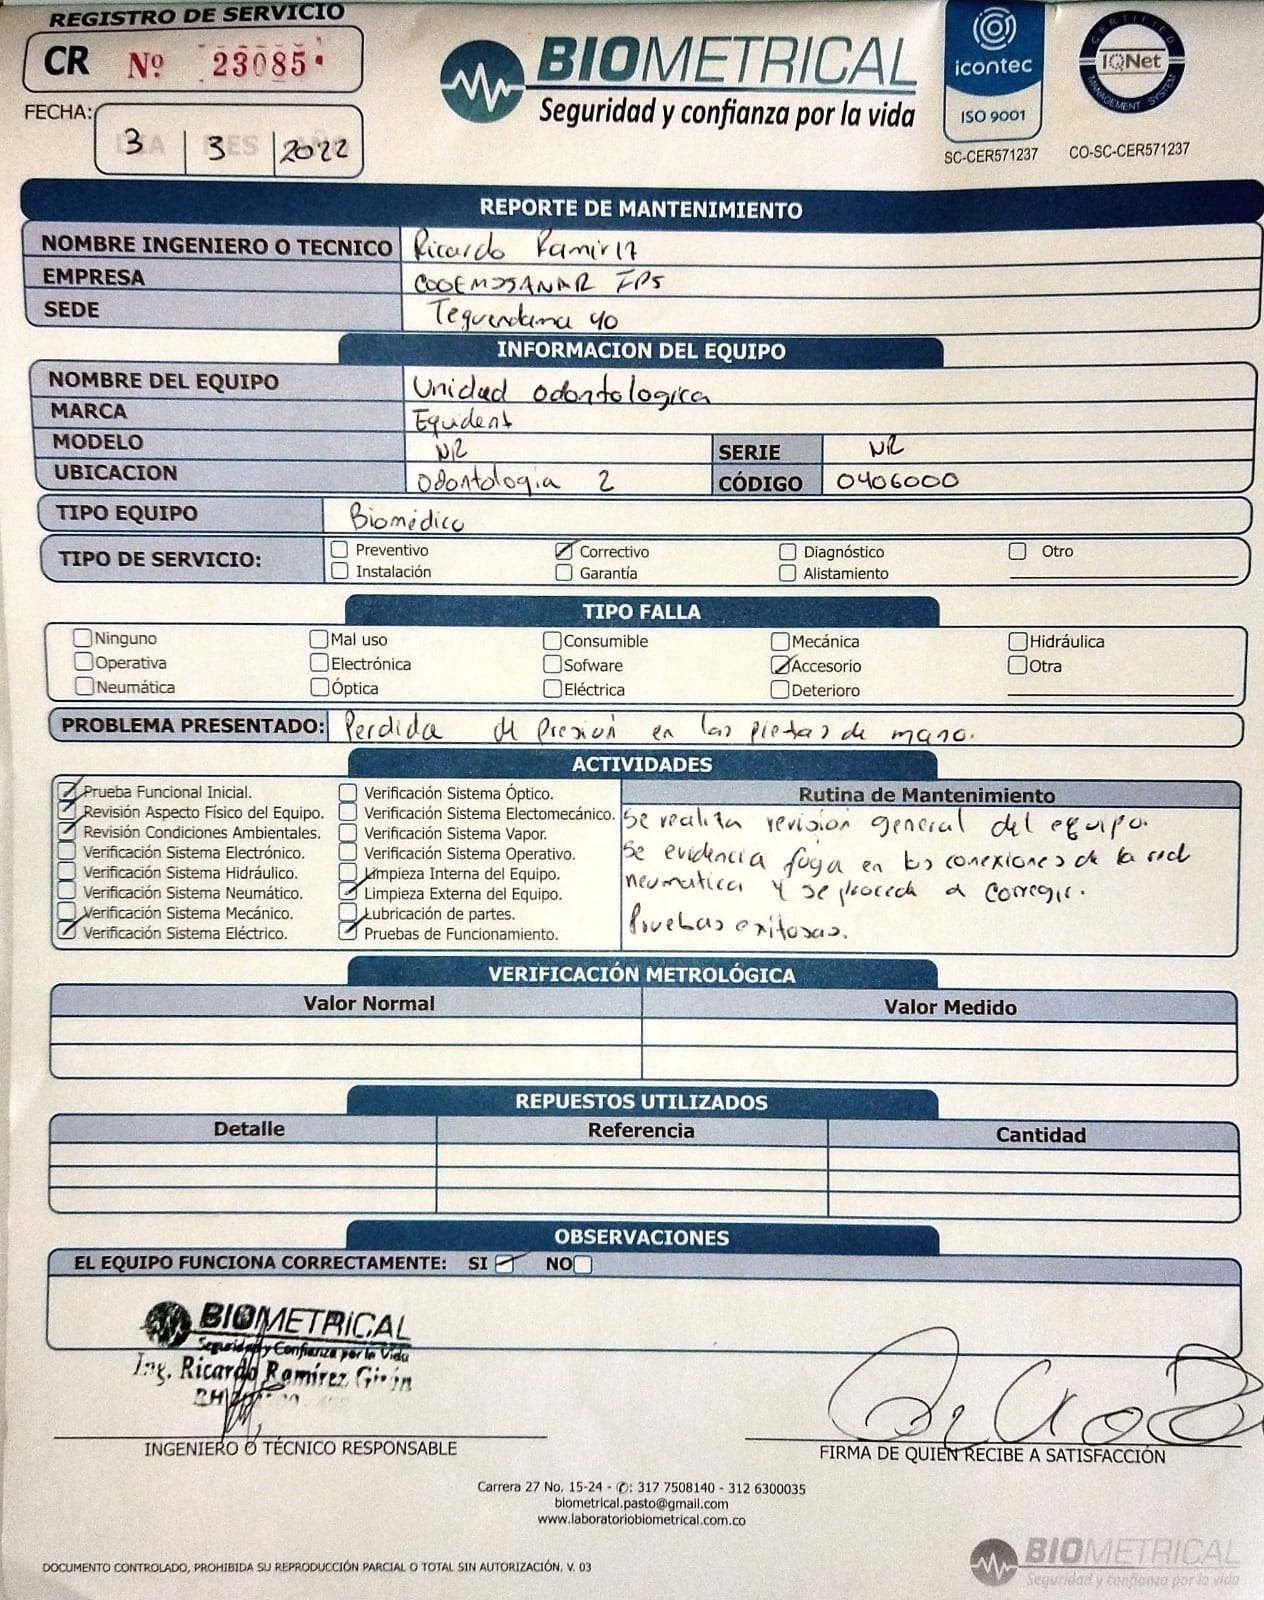 REGISTRO DE SERVICIO
CR Nº 23085
FECHA:
3 3 2022
BIOMETRICAL
Seguridad y confianza por la vida
icontec
ISO 9001
SC-CER571237
CERTIFIED
IQNet
MANAGEMENT SYSTEM
CO-SC-CER571237
REPORTE DE MANTENIMIENTO
NOMBRE INGENIERO O TECNICO Ricardo Ramirez
EMPRESA COOEMSSANAR IPS
SEDE Tequendama 40
INFORMACION DEL EQUIPO
NOMBRE DEL EQUIPO Unidad odontologica
MARCA Equident
MODELO NR SERIE NR
UBICACION Odontologia 2 CÓDIGO 0406000
TIPO EQUIPO Biomédico
TIPO DE SERVICIO:
Preventivo Correctivo Diagnóstico Otro
Instalación Garantía Alistamiento
TIPO FALLA
Ninguno Mal uso Consumible Mecánica Hidráulica
Operativa Electrónica Sofware Accesorio Otra
Neumática Óptica Eléctrica Deterioro
PROBLEMA PRESENTADO: Perdida de presión en las piezas de mano.
ACTIVIDADES
Prueba Funcional Inicial.
Revisión Aspecto Físico del Equipo.
Revisión Condiciones Ambientales.
Verificación Sistema Electrónico.
Verificación Sistema Hidráulico.
Verificación Sistema Neumático.
Verificación Sistema Mecánico.
Verificación Sistema Eléctrico.
Verificación Sistema Óptico.
Verificación Sistema Electomecánico.
Verificación Sistema Vapor.
Verificación Sistema Operativo.
Limpieza Interna del Equipo.
Limpieza Externa del Equipo.
Lubricación de partes.
Pruebas de Funcionamiento.
Rutina de Mantenimiento
Se realiza revisión general del equipo.
Se evidencia fuga en las conexiones de la red
neumatica y se procede a corregir.
Pruebas exitosas.
VERIFICACIÓN METROLÓGICA
Valor Normal Valor Medido
REPUESTOS UTILIZADOS
Detalle Referencia Cantidad
OBSERVACIONES
EL EQUIPO FUNCIONA CORRECTAMENTE: SI NO
BIOMETRICAL
Seguridad y Confianza por la Vida
Ing. Ricardo Ramírez Girón
INGENIERO O TÉCNICO RESPONSABLE
FIRMA DE QUIEN RECIBE A SATISFACCIÓN
Carrera 27 No. 15-24 - ✆: 317 7508140 - 312 6300035
biometrical.pasto@gmail.com
www.laboratoriobiometrical.com.co
DOCUMENTO CONTROLADO, PROHIBIDA SU REPRODUCCIÓN PARCIAL O TOTAL SIN AUTORIZACIÓN. V. 03
BIOMETRICAL
Seguridad y confianza por la vida